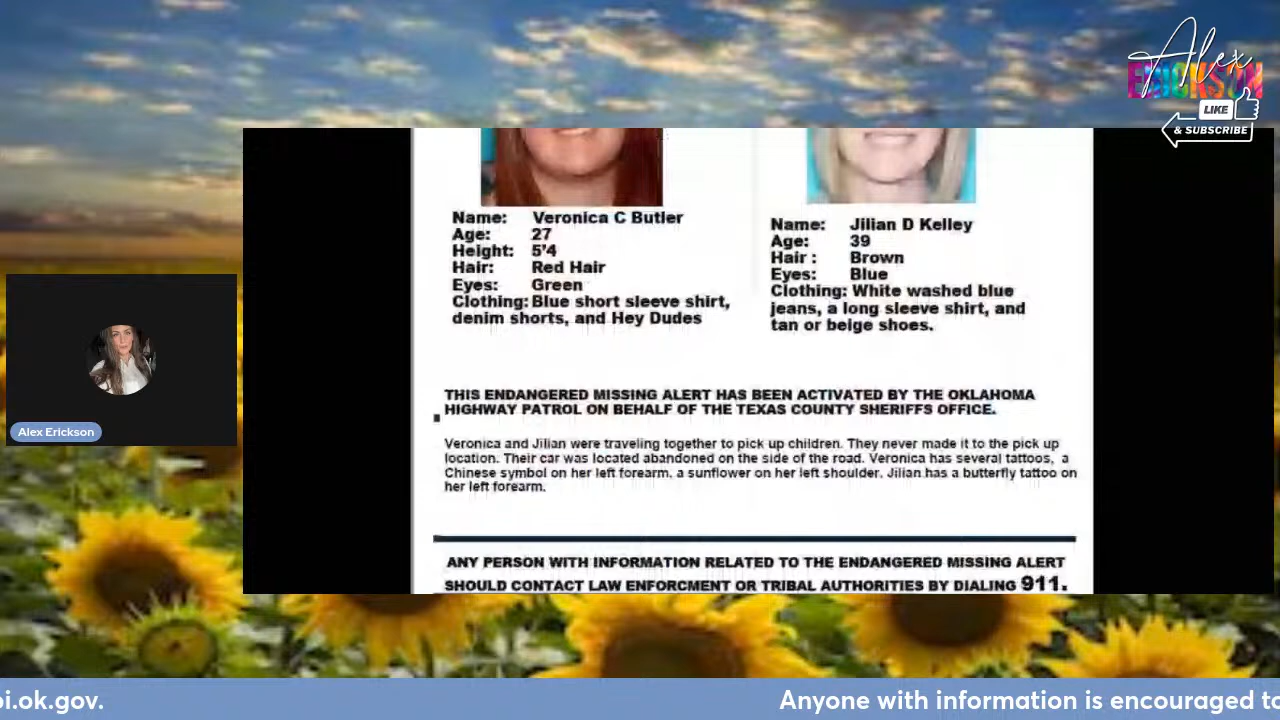 Alex
ERICKSON
LIKE
& SUBSCRIBE
Name: Veronica C Butler
Age: 27
Height: 5'4
Hair: Red Hair
Eyes: Green
Clothing: Blue short sleeve shirt,
denim shorts, and Hey Dudes
Name: Jilian D Kelley
Age: 39
Hair : Brown
Eyes: Blue
Clothing: White washed blue
jeans, a long sleeve shirt, and
tan or beige shoes.
THIS ENDANGERED MISSING ALERT HAS BEEN ACTIVATED BY THE OKLAHOMA
HIGHWAY PATROL ON BEHALF OF THE TEXAS COUNTY SHERIFFS OFFICE.
Veronica and Jilian were traveling together to pick up children. They never made it to the pick up
location. Their car was located abandoned on the side of the road. Veronica has several tattoos, a
Chinese symbol on her left forearm, a sunflower on her left shoulder. Jilian has a butterfly tattoo on
her left forearm.
ANY PERSON WITH INFORMATION RELATED TO THE ENDANGERED MISSING ALERT
SHOULD CONTACT LAW ENFORCMENT OR TRIBAL AUTHORITIES BY DIALING 911.
Alex Erickson
i.ok.gov. Anyone with information is encouraged to